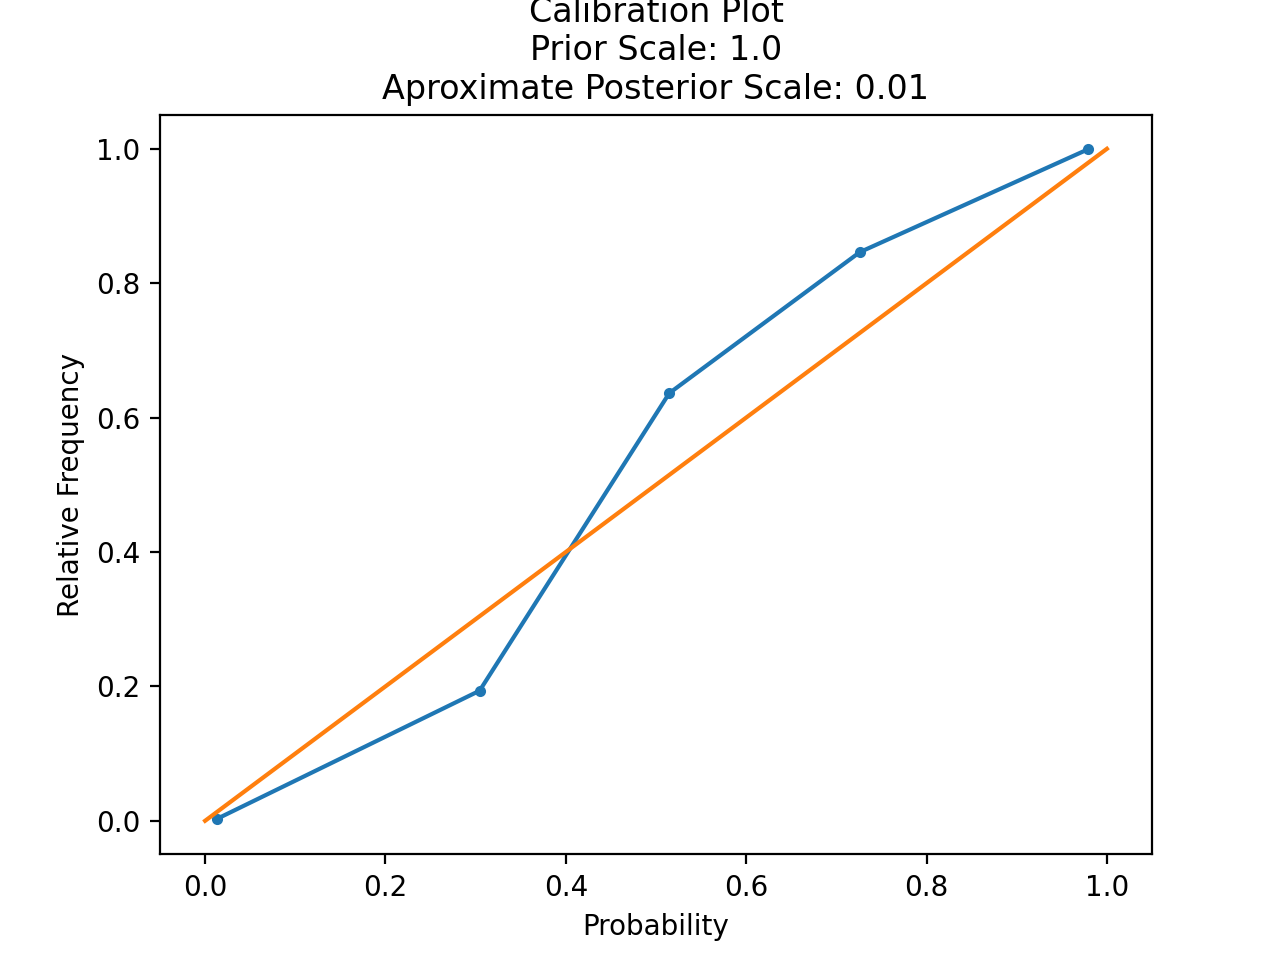 Calibration Plot
Prior Scale: 1.0
Aproximate Posterior Scale: 0.01
1.0
0.8
0.6
0.4
0.2
0.0
Relative Frequency
0.0 0.2 0.4 0.6 0.8 1.0
Probability